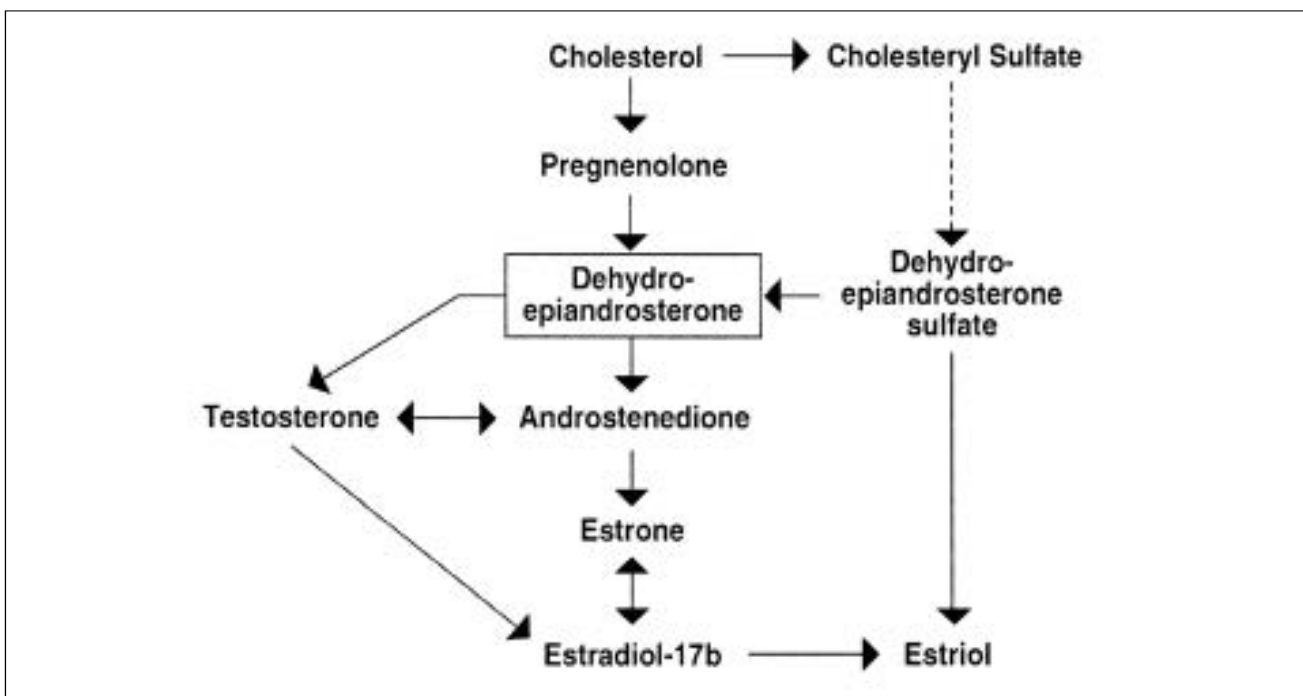 Cholesterol
Cholesteryl Sulfate
Pregnenolone
Dehydro-
epiandrosterone
Dehydro-
epiandrosterone
sulfate
Testosterone
Androstenedione
Estrone
Estradiol-17b
Estriol